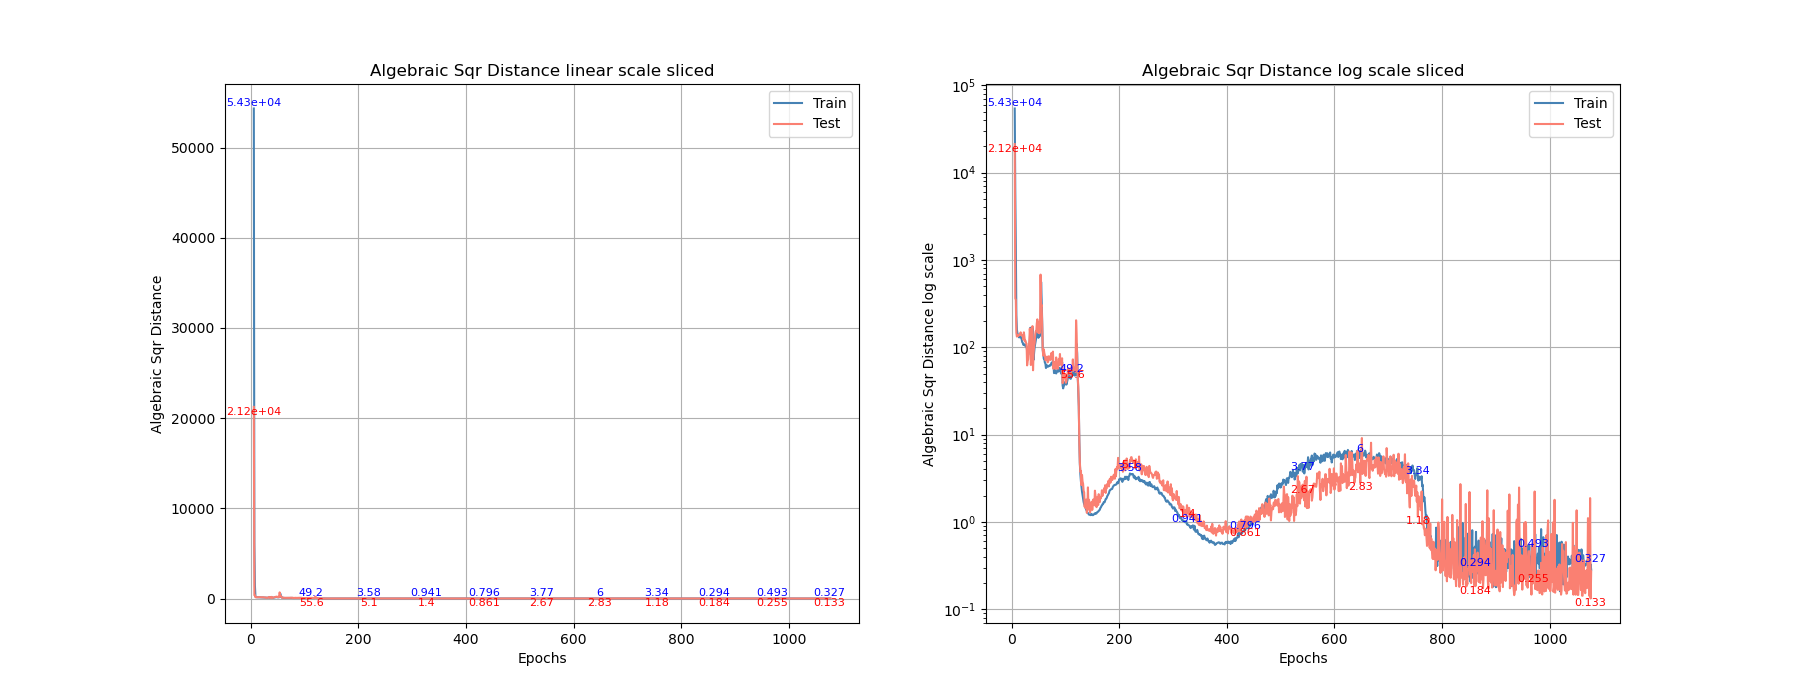 Algebraic Sqr Distance linear scale sliced
Algebraic Sqr Distance
50000
40000
30000
20000
10000
0
5.43e+04
2.12e+04
49.2 3.58 0.941 0.796 3.77 6 3.34 0.294 0.493 0.327
55.6 5.1 1.4 0.861 2.67 2.83 1.18 0.184 0.255 0.133
Train
Test
0 200 400 600 800 1000
Epochs
Algebraic Sqr Distance log scale sliced
Algebraic Sqr Distance log scale
10^5
10^4
10^3
10^2
10^1
10^0
10^-1
5.43e+04
2.12e+04
49.2
55.6
3.58
5.1
0.941
1.4
0.796
0.861
3.77
2.67
6
2.83
3.34
1.18
0.294
0.184
0.493
0.255
0.327
0.133
Train
Test
0 200 400 600 800 1000
Epochs